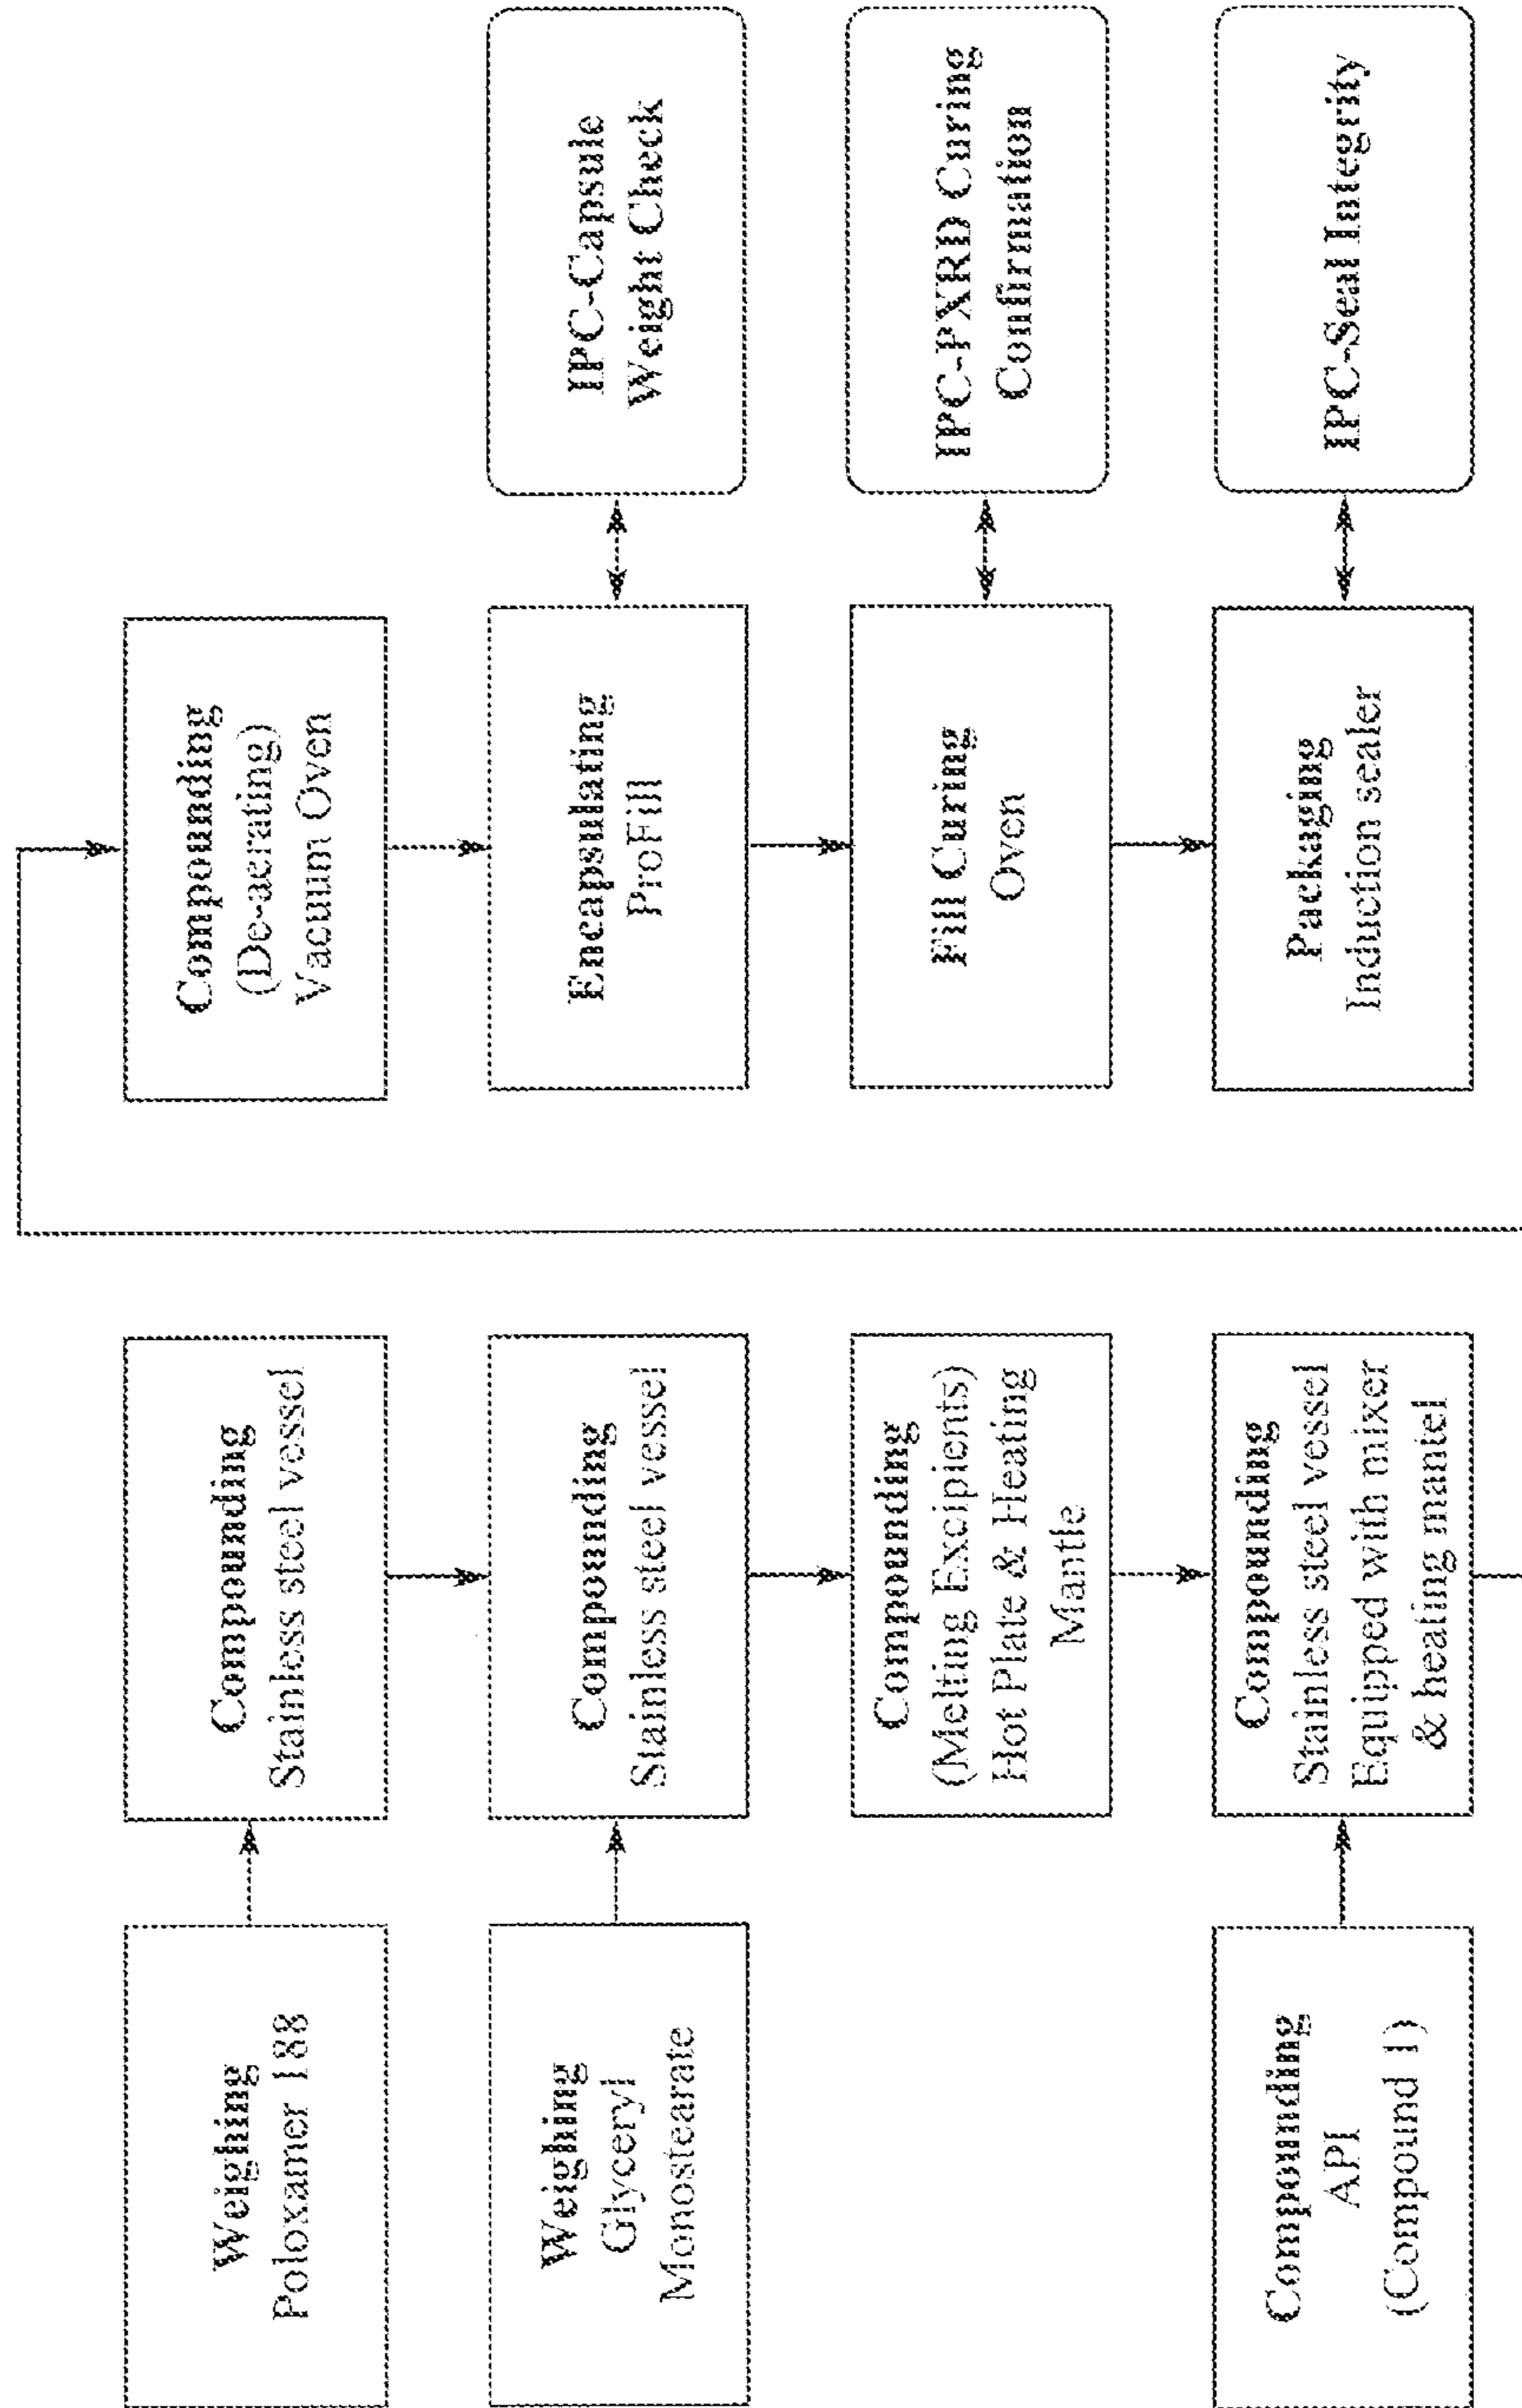 Weighing
Poloxamer 188
Compounding
Stainless steel vessel
Weighing
Glyceryl
Monostearate
Compounding
Stainless steel vessel
Compounding
(Melting Excipients)
Hot Plate & Heating
Mantle
Compounding
API
(Compound 1)
Compounding
Stainless steel vessel
Equipped with mixer
& heating mantel
Compounding
(De-aerating)
Vacuum Oven
Encapsulating
ProFill
IPC-Capsule
Weight Check
Fill Curing
Oven
IPC-PXRD Curing
Confirmation
Packaging
Induction sealer
IPC-Seal Integrity